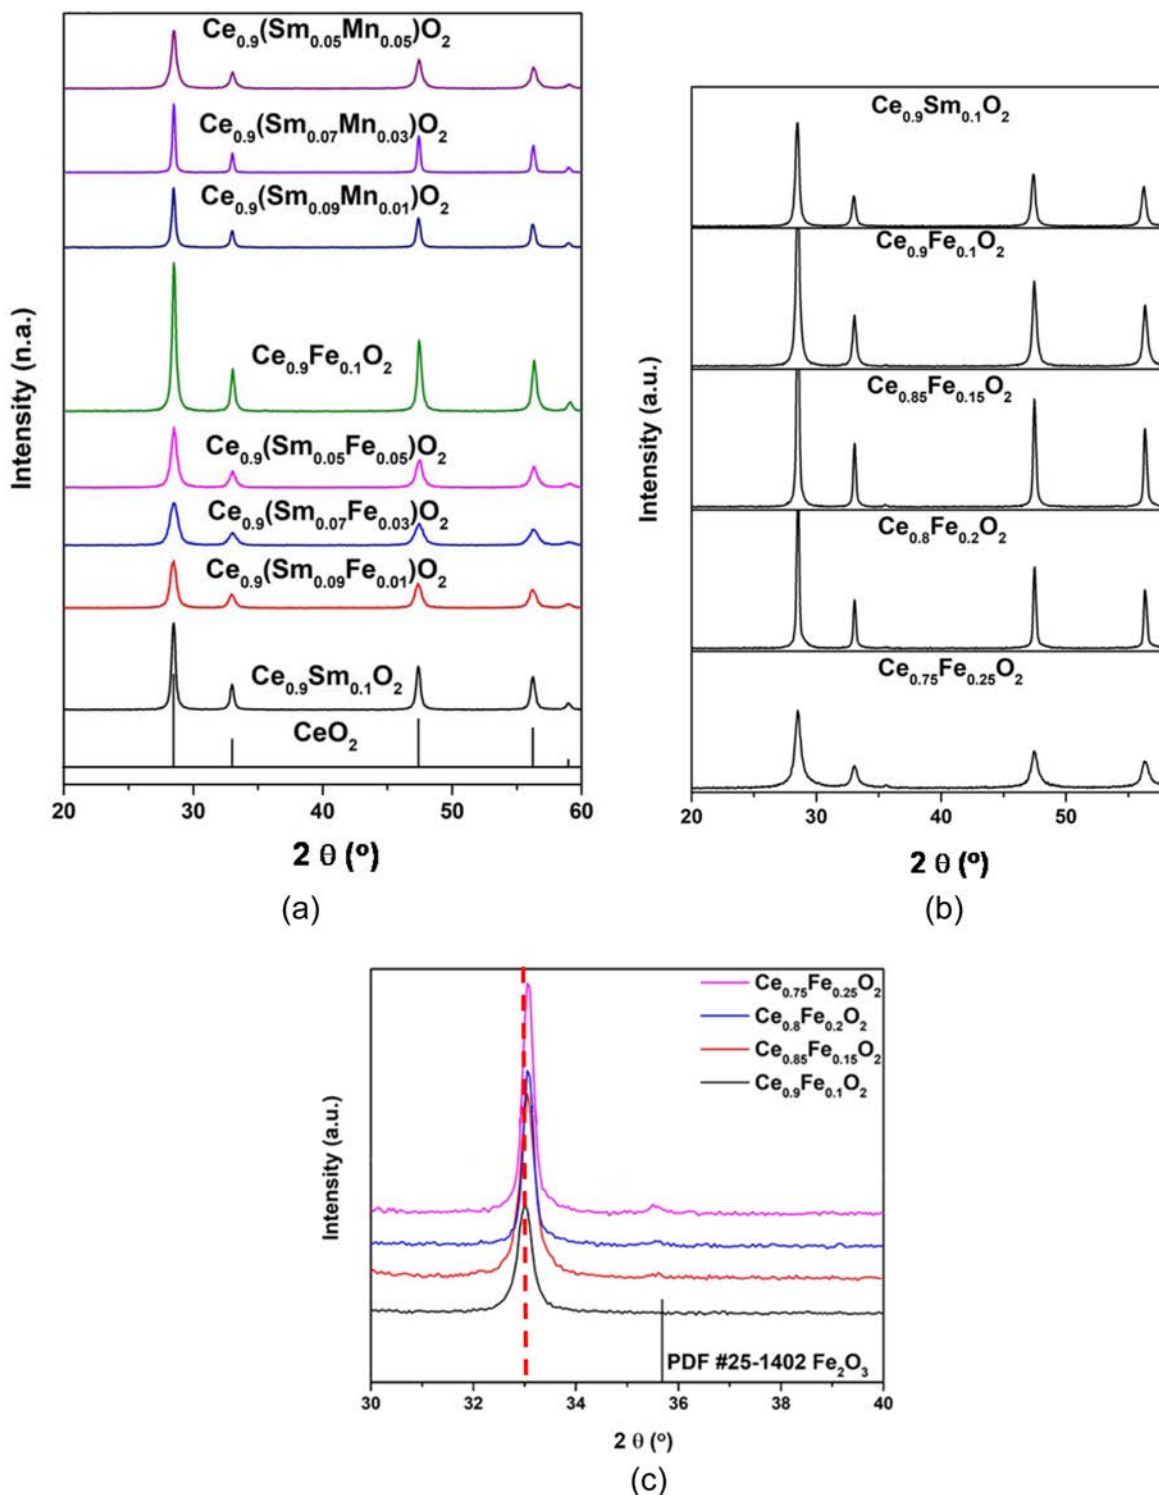 Ce0.9(Sm0.05Mn0.05)O2
Ce0.9(Sm0.07Mn0.03)O2
Ce0.9(Sm0.09Mn0.01)O2
Ce0.9Fe0.1O2
Ce0.9(Sm0.05Fe0.05)O2
Ce0.9(Sm0.07Fe0.03)O2
Ce0.9(Sm0.09Fe0.01)O2
Ce0.9Sm0.1O2
CeO2
Intensity (n.a.)
20 30 40 50 60
2 θ (º)
(a)
Ce0.9Sm0.1O2
Ce0.9Fe0.1O2
Ce0.85Fe0.15O2
Ce0.8Fe0.2O2
Ce0.75Fe0.25O2
Intensity (a.u.)
20 30 40 50
2 θ (º)
(b)
Ce0.75Fe0.25O2
Ce0.8Fe0.2O2
Ce0.85Fe0.15O2
Ce0.9Fe0.1O2
Intensity (a.u.)
PDF #25-1402 Fe2O3
30 32 34 36 38 40
2 θ (º)
(c)